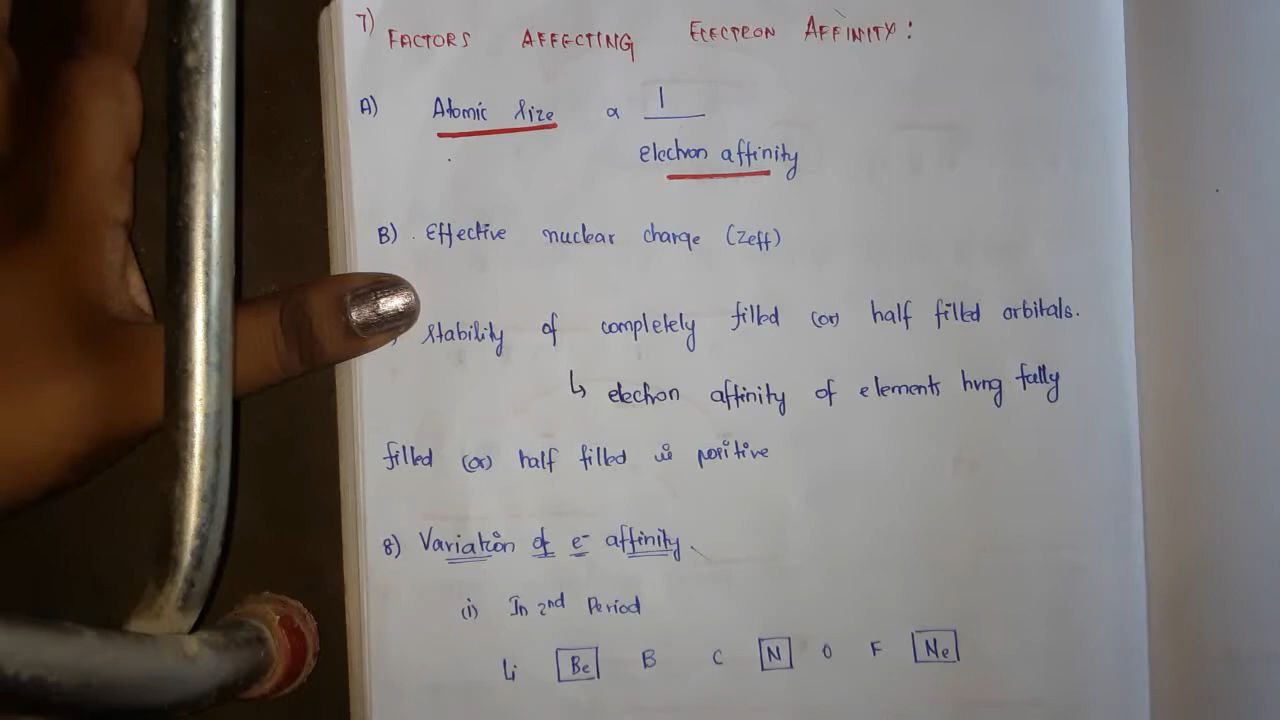 7) FACTORS AFFECTING ELECTRON AFFINITY :
A) Atomic size α 1
electron affinity
B) . Effective nuclear charge (Zeff)
stability of completely filled (or) half filled orbitals.
↳ electron affinity of elements hvng fully
filled (or) half filled is positive
8) Variation of e⁻ affinity.
(i) In 2nd Period
Li Be B C N O F Ne